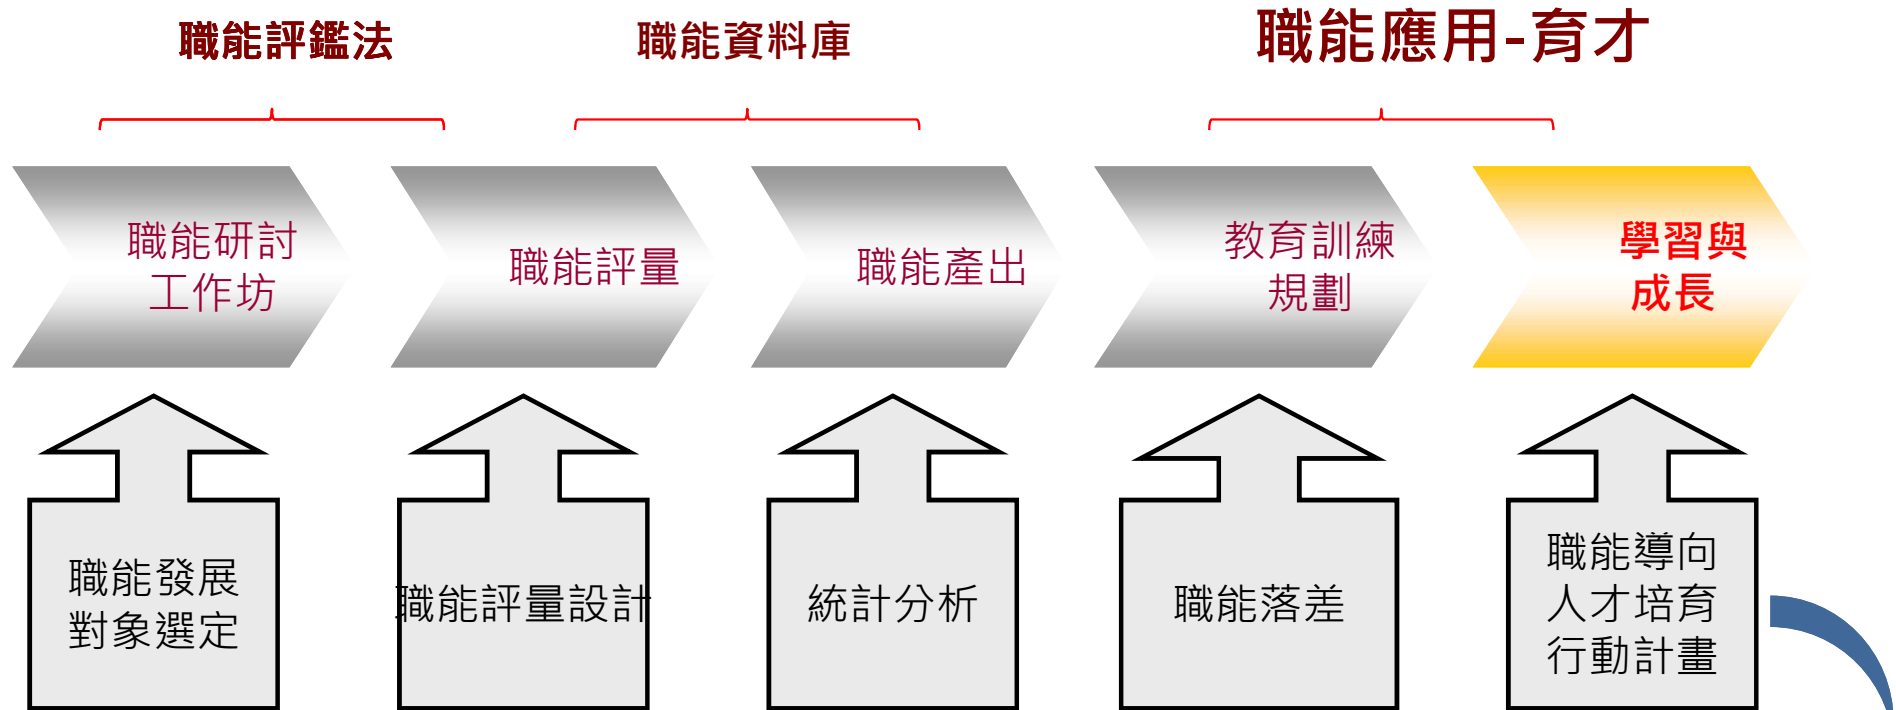 職能評鑑法
職能資料庫
職能應用-育才
職能研討
工作坊
職能評量
職能產出
教育訓練
規劃
學習與
成長
職能發展
對象選定
職能評量設計
統計分析
職能落差
職能導向
人才培育
行動計畫